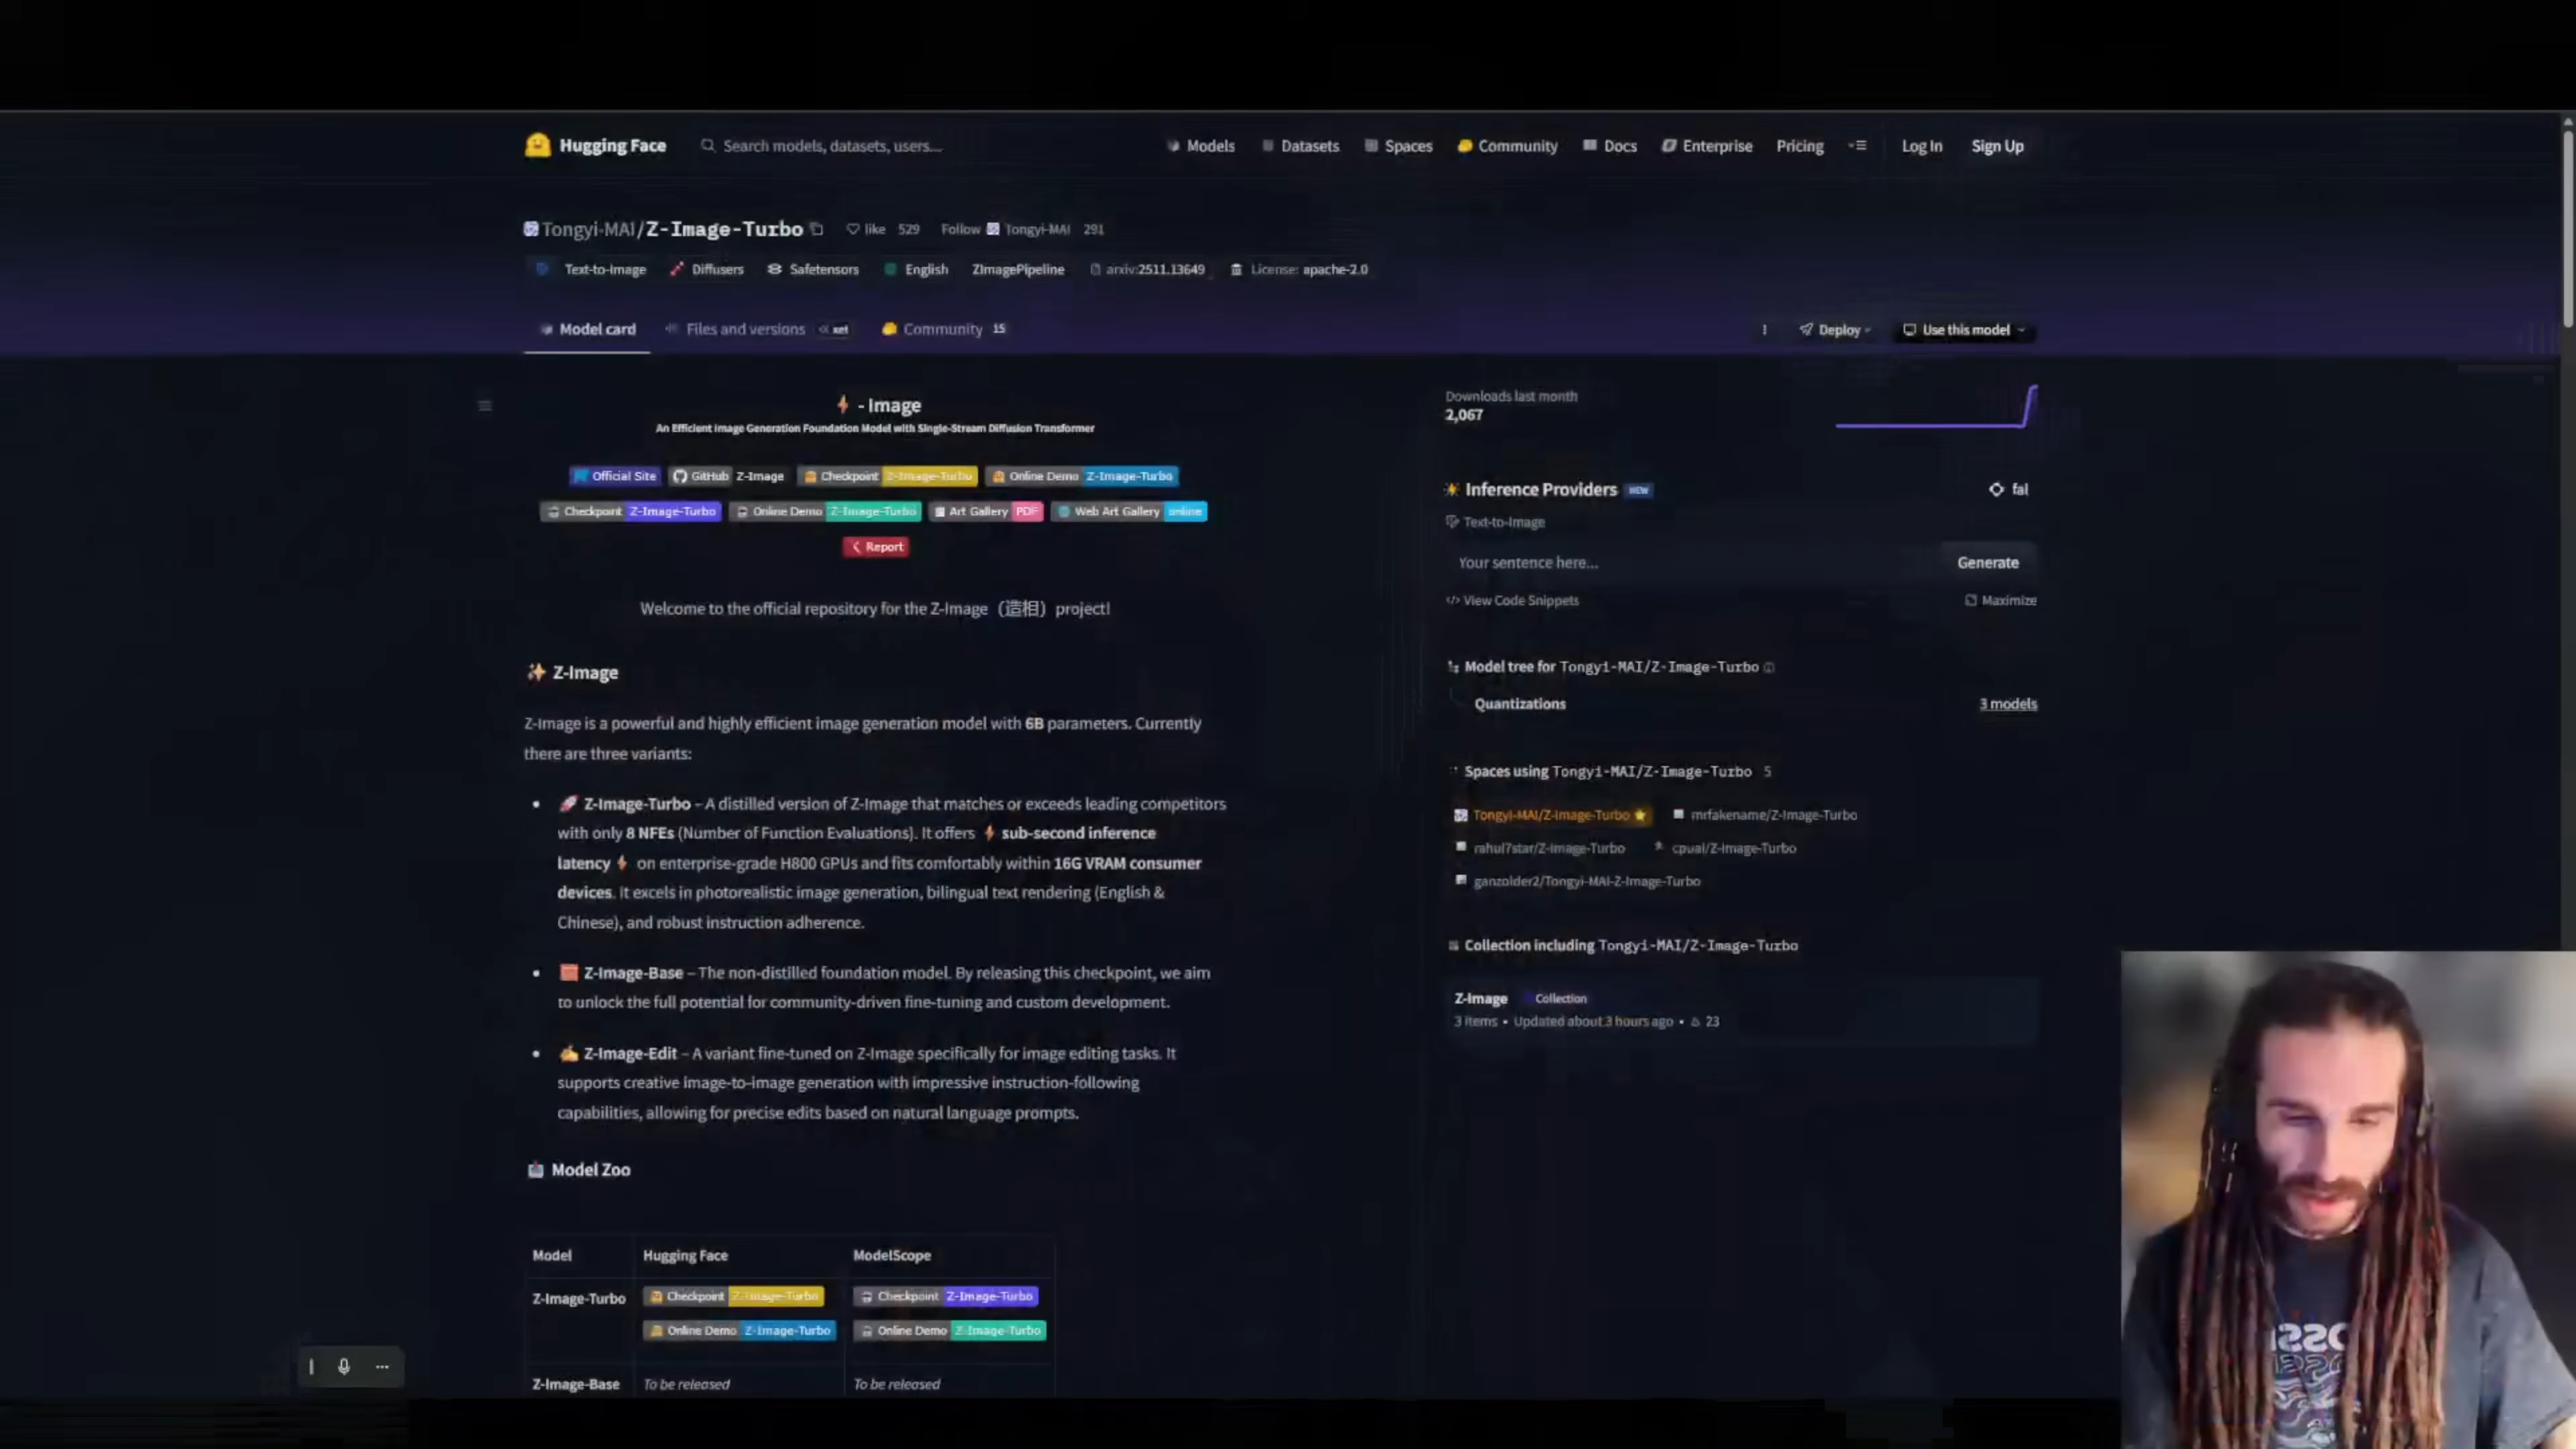 Hugging Face Search models, datasets, users... Models Datasets Spaces Community Docs Enterprise Pricing Log In Sign Up
Tongyi-MAI/Z-Image-Turbo like 529 Follow Tongyi-MAI 291
Text-to-Image Diffusers Safetensors English ZImagePipeline arxiv:2511.13649 License: apache-2.0
Model card Files and versions xet Community 15 Deploy Use this model
⚡ - Image
An Efficient Image Generation Foundation Model with Single-Stream Diffusion Transformer
Official Site GitHub Z-Image Checkpoint Z-Image-Turbo Online Demo Z-Image-Turbo
Checkpoint Z-Image-Turbo Online Demo Z-Image-Turbo Art Gallery PDF Web Art Gallery online
Report
Welcome to the official repository for the Z-Image（造相）project!
✨ Z-Image
Z-Image is a powerful and highly efficient image generation model with 6B parameters. Currently
there are three variants:
• 🚀 Z-Image-Turbo – A distilled version of Z-Image that matches or exceeds leading competitors
with only 8 NFEs (Number of Function Evaluations). It offers ⚡ sub-second inference
latency ⚡ on enterprise-grade H800 GPUs and fits comfortably within 16G VRAM consumer
devices. It excels in photorealistic image generation, bilingual text rendering (English &
Chinese), and robust instruction adherence.
• 🧱 Z-Image-Base – The non-distilled foundation model. By releasing this checkpoint, we aim
to unlock the full potential for community-driven fine-tuning and custom development.
• ✍️ Z-Image-Edit – A variant fine-tuned on Z-Image specifically for image editing tasks. It
supports creative image-to-image generation with impressive instruction-following
capabilities, allowing for precise edits based on natural language prompts.
Model Zoo
Model Hugging Face ModelScope
Z-Image-Turbo Checkpoint Z-Image-Turbo Checkpoint Z-Image-Turbo
Online Demo Z-Image-Turbo Online Demo Z-Image-Turbo
Z-Image-Base To be released To be released
Downloads last month
2,067
Inference Providers NEW fal
Text-to-Image
Your sentence here... Generate
</> View Code Snippets Maximize
Model tree for Tongyi-MAI/Z-Image-Turbo
Quantizations 3 models
Spaces using Tongyi-MAI/Z-Image-Turbo 5
Tongyi-MAI/Z-Image-Turbo mrfakename/Z-Image-Turbo
rahul7star/Z-Image-Turbo cpuai/Z-Image-Turbo
ganzolder2/Tongyi-MAI-Z-Image-Turbo
Collection including Tongyi-MAI/Z-Image-Turbo
Z-Image Collection
3 items • Updated about 3 hours ago • 23